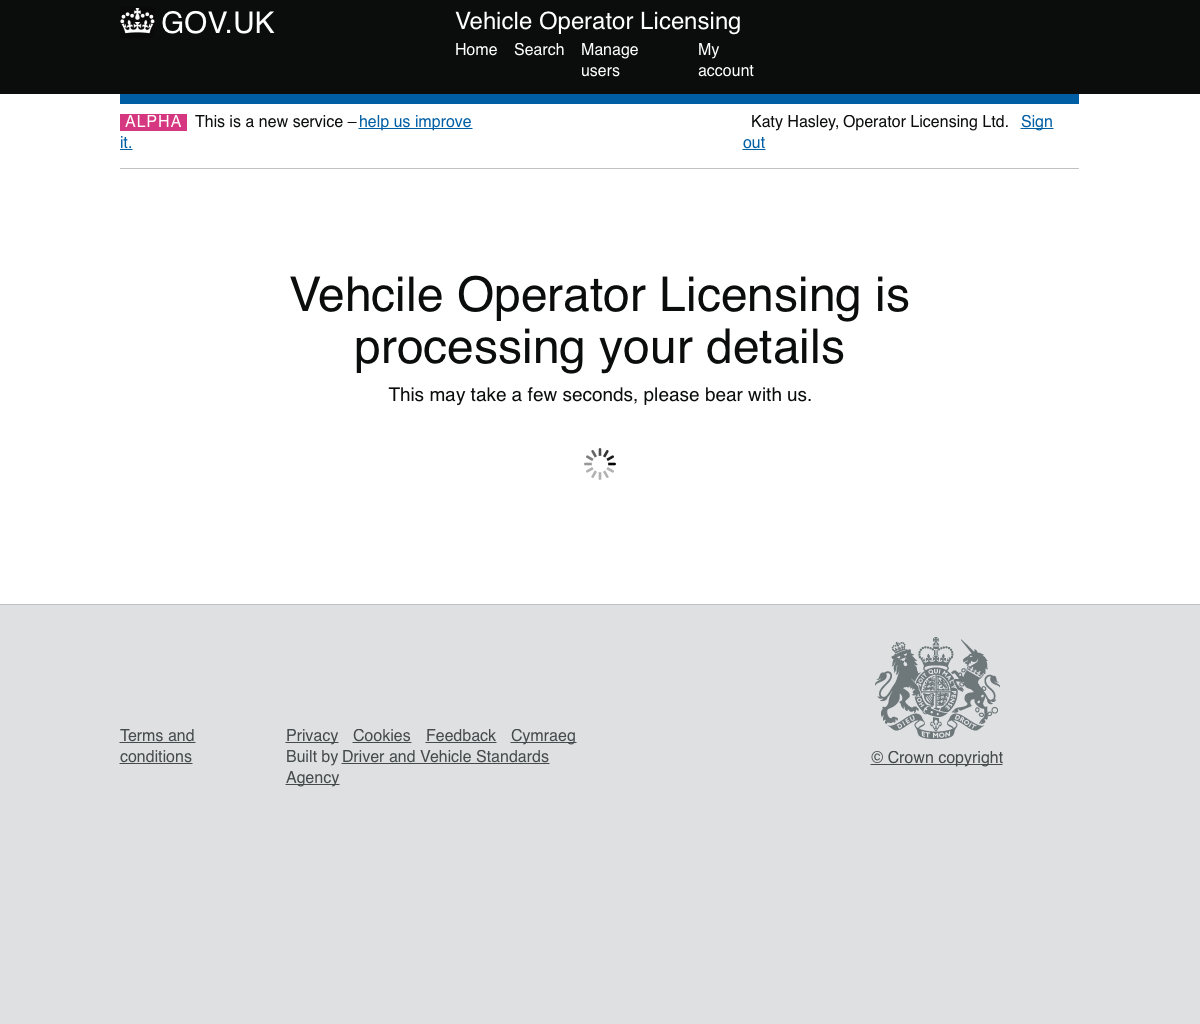 GOV.UK
Vehicle Operator Licensing
Home Search Manage users My account
ALPHA This is a new service – help us improve it.
Katy Hasley, Operator Licensing Ltd. Sign out
Vehcile Operator Licensing is
processing your details
This may take a few seconds, please bear with us.
Terms and conditions
Privacy Cookies Feedback Cymraeg
Built by Driver and Vehicle Standards
Agency
DIEU ET MON DROIT
© Crown copyright